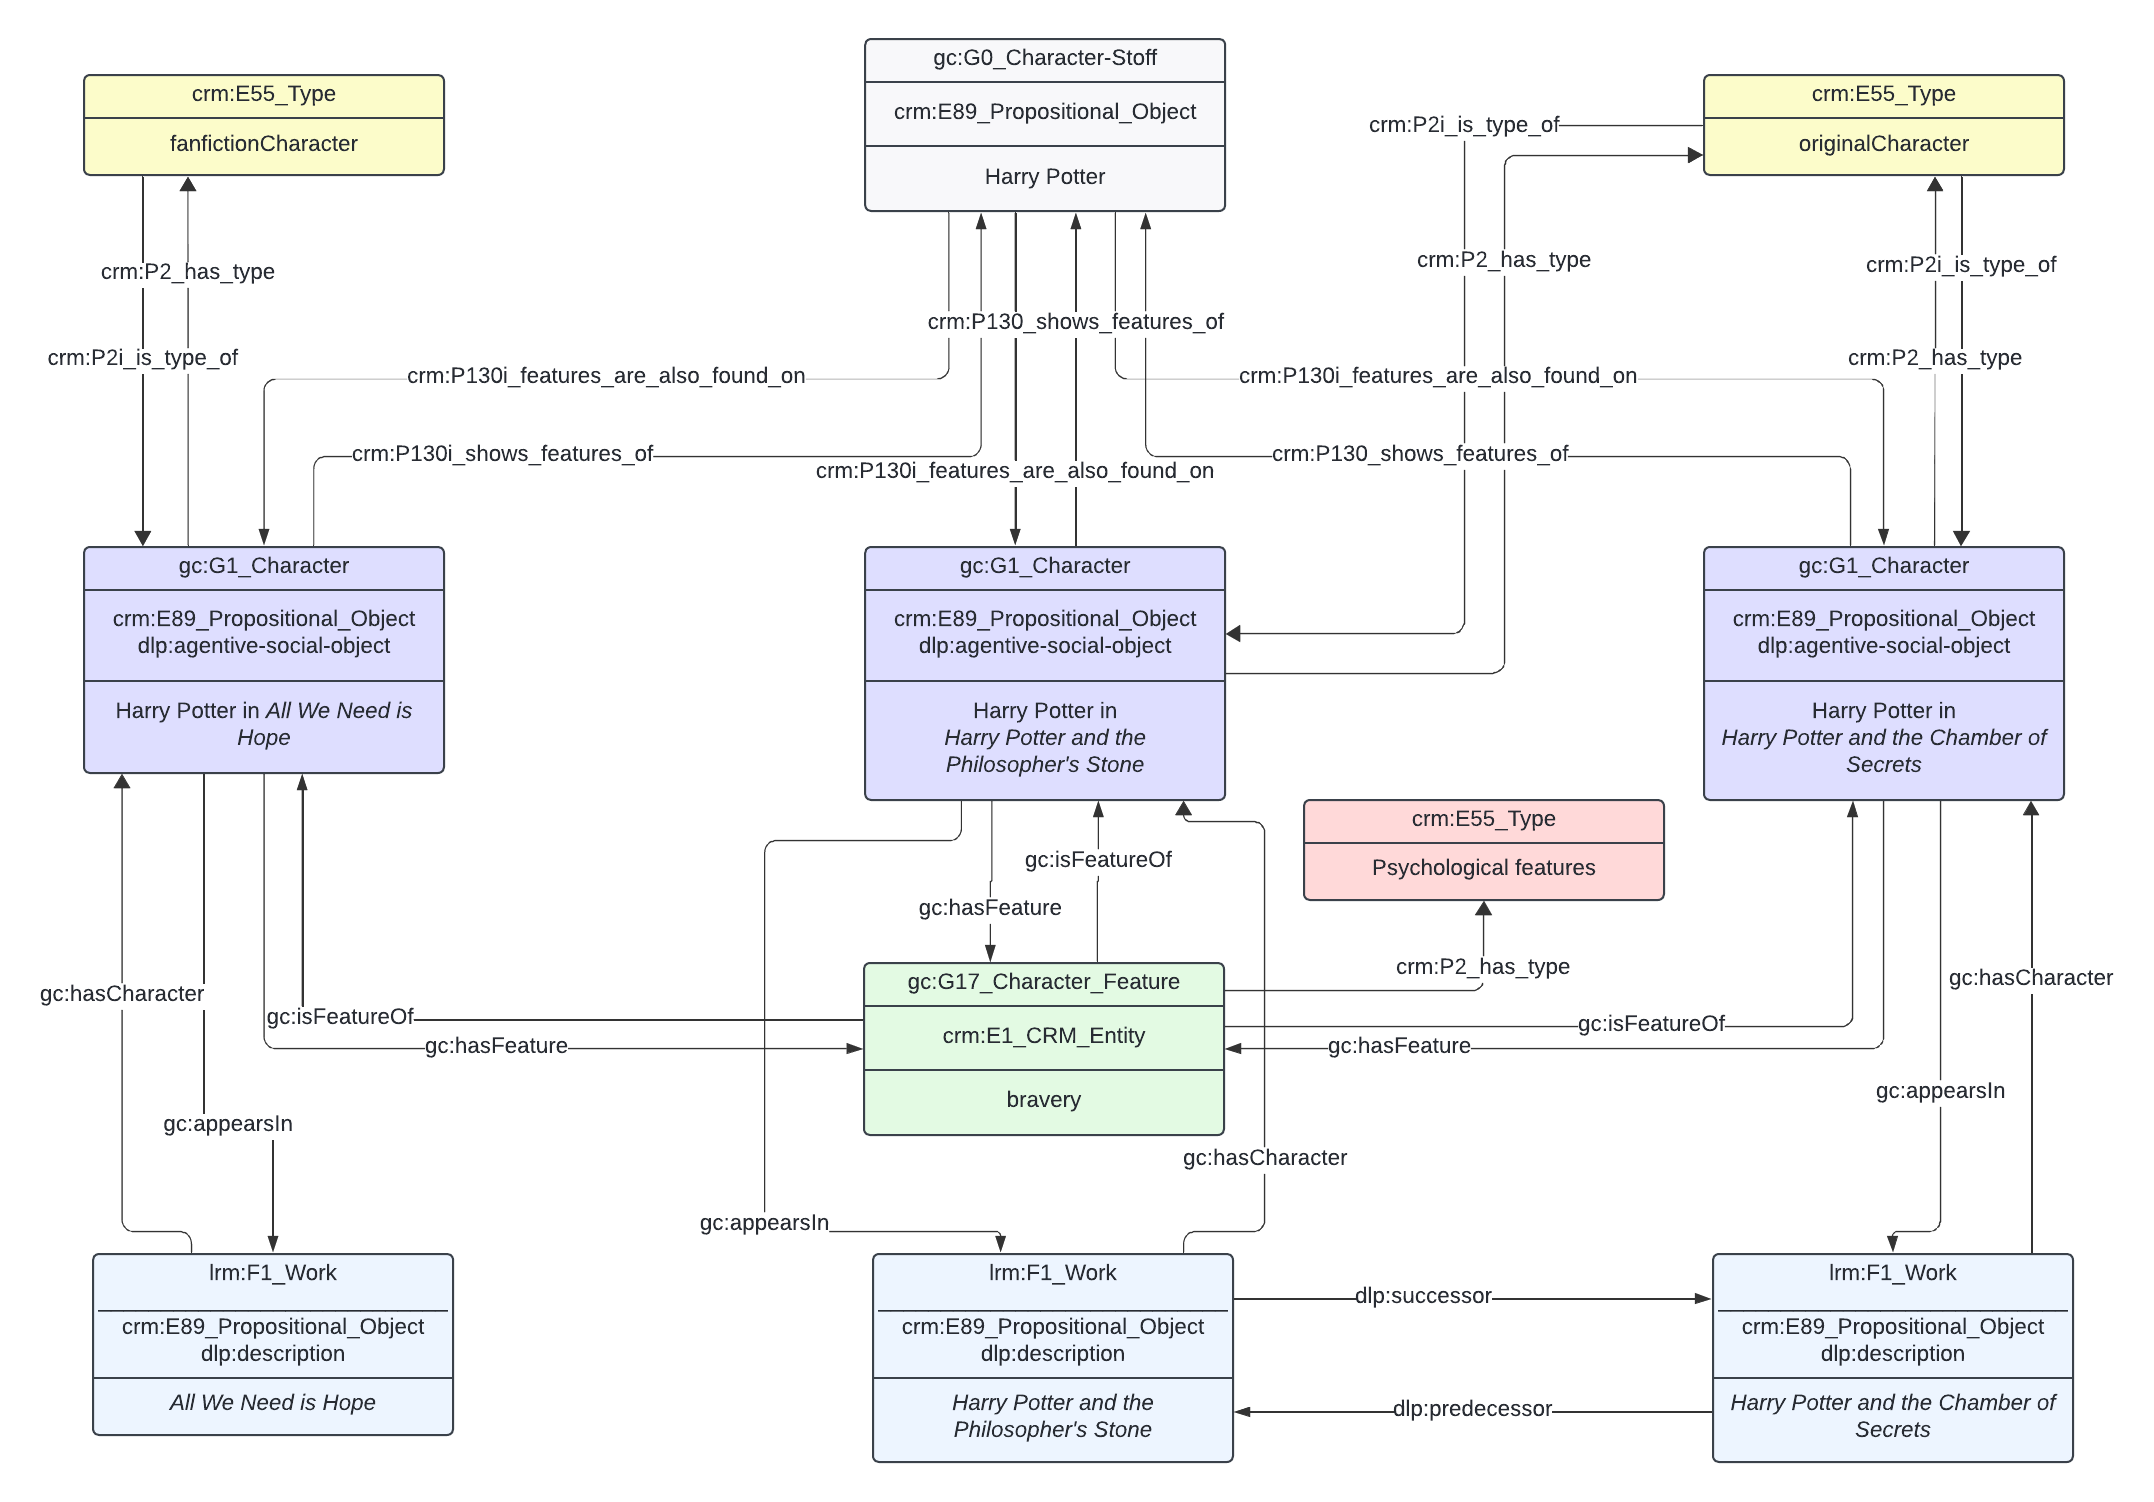 gc:G0_Character-Stoff
crm:E89_Propositional_Object
Harry Potter
crm:E55_Type
fanfictionCharacter
crm:E55_Type
originalCharacter
crm:P2i_is_type_of
crm:P2_has_type
crm:P2_has_type
crm:P2i_is_type_of
crm:P130_shows_features_of
crm:P2i_is_type_of
crm:P2_has_type
crm:P130i_features_are_also_found_on
crm:P130i_features_are_also_found_on
crm:P130i_shows_features_of
crm:P130_shows_features_of
crm:P130i_features_are_also_found_on
gc:G1_Character
crm:E89_Propositional_Object
dlp:agentive-social-object
Harry Potter in All We Need is
Hope
gc:G1_Character
crm:E89_Propositional_Object
dlp:agentive-social-object
Harry Potter in
Harry Potter and the
Philosopher's Stone
gc:G1_Character
crm:E89_Propositional_Object
dlp:agentive-social-object
Harry Potter in
Harry Potter and the Chamber of
Secrets
crm:E55_Type
Psychological features
gc:isFeatureOf
gc:hasFeature
crm:P2_has_type
gc:G17_Character_Feature
crm:E1_CRM_Entity
bravery
gc:hasCharacter
gc:isFeatureOf
gc:hasFeature
gc:isFeatureOf
gc:hasFeature
gc:hasCharacter
gc:appearsIn
gc:appearsIn
gc:hasCharacter
gc:appearsIn
lrm:F1_Work
crm:E89_Propositional_Object
dlp:description
All We Need is Hope
lrm:F1_Work
crm:E89_Propositional_Object
dlp:description
Harry Potter and the
Philosopher's Stone
dlp:successor
dlp:predecessor
lrm:F1_Work
crm:E89_Propositional_Object
dlp:description
Harry Potter and the Chamber of
Secrets